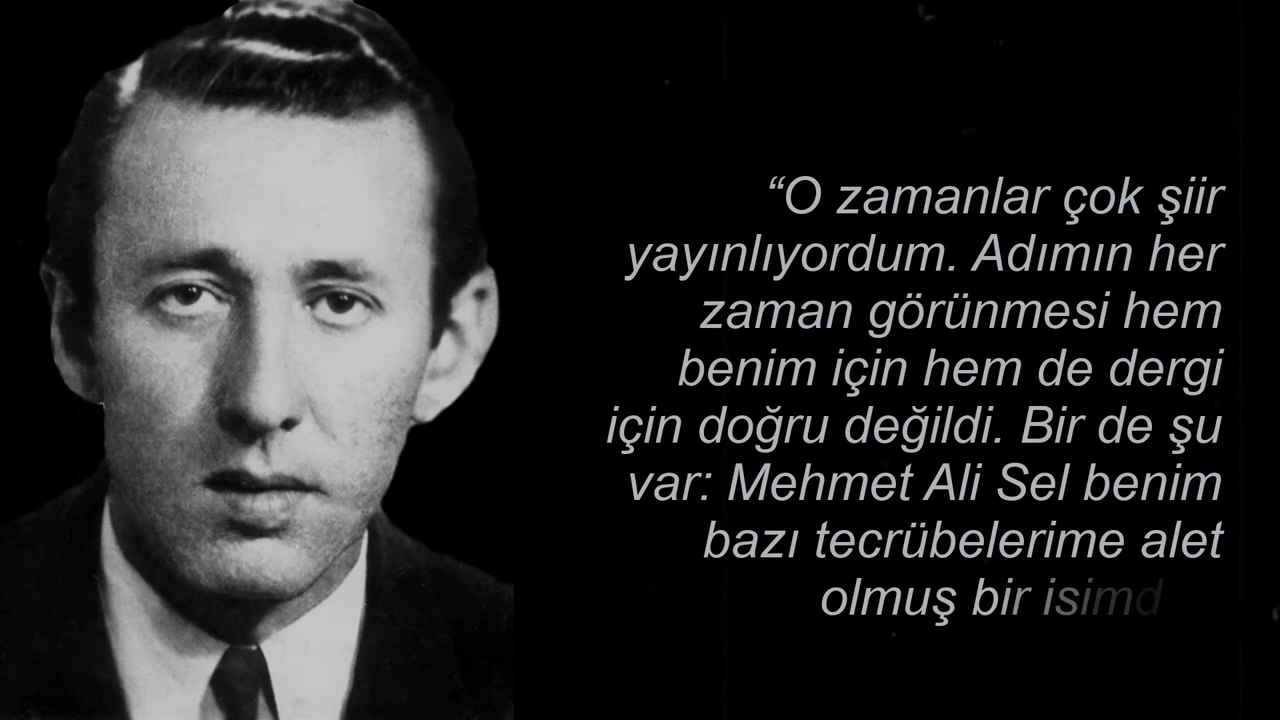 “O zamanlar çok şiir
yayınlıyordum. Adımın her
zaman görünmesi hem
benim için hem de dergi
için doğru değildi. Bir de şu
var: Mehmet Ali Sel benim
bazı tecrübelerime alet
olmuş bir isimd